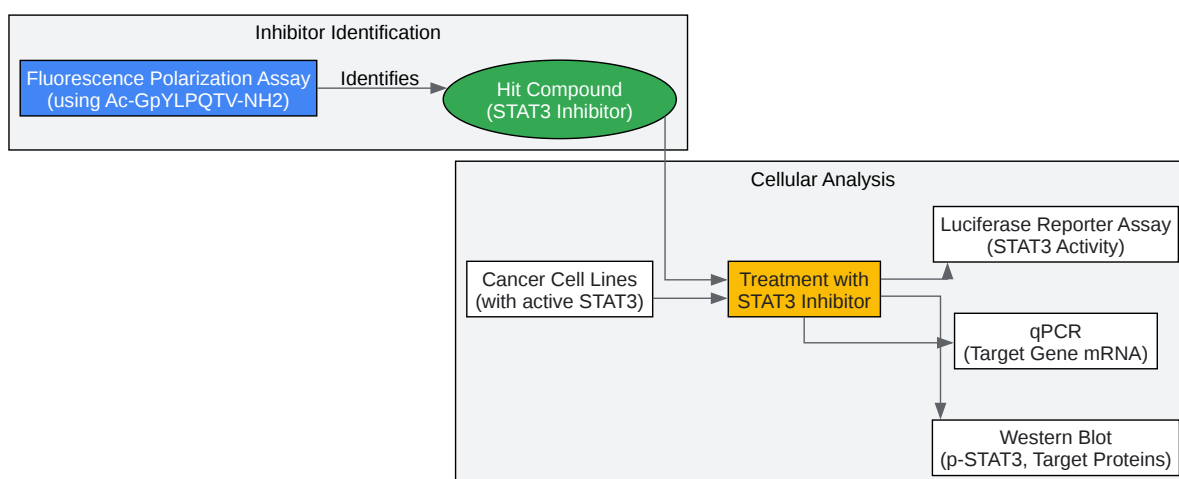 Inhibitor Identification
Fluorescence Polarization Assay
(using Ac-GpYLPQTV-NH2)
Identifies
Hit Compound
(STAT3 Inhibitor)
Cellular Analysis
Cancer Cell Lines
(with active STAT3)
Treatment with
STAT3 Inhibitor
Luciferase Reporter Assay
(STAT3 Activity)
qPCR
(Target Gene mRNA)
Western Blot
(p-STAT3, Target Proteins)